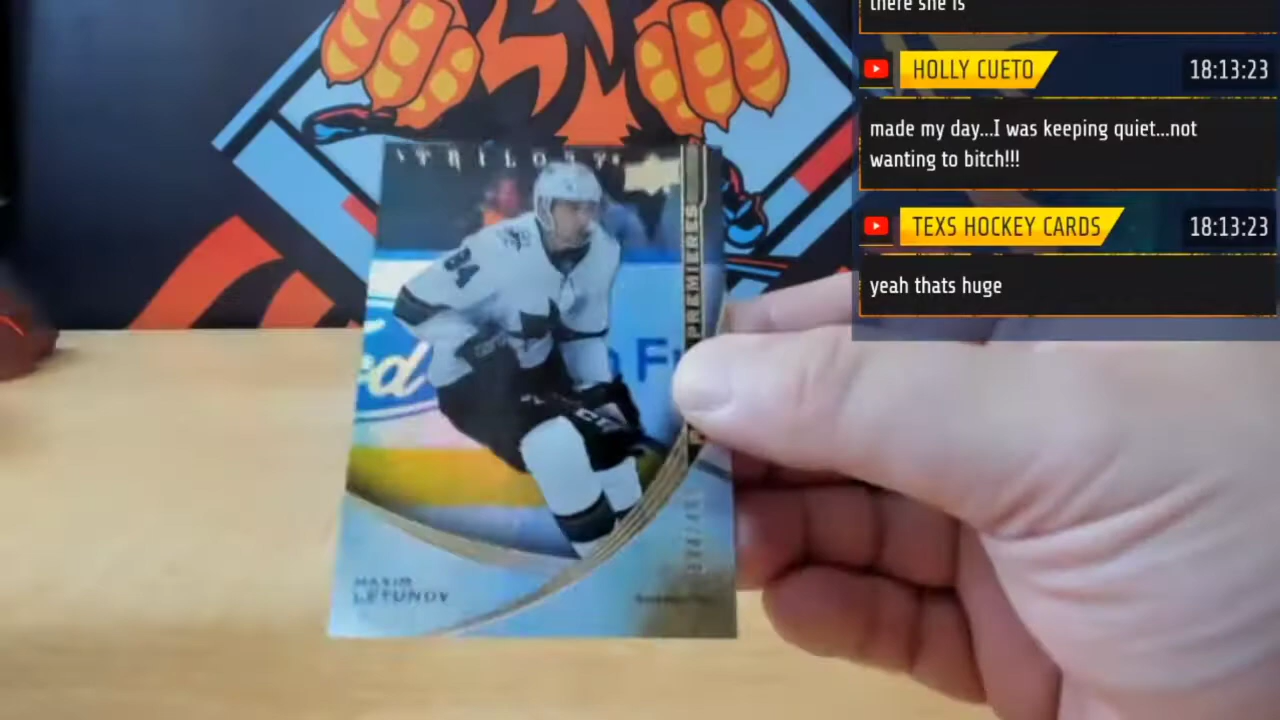 there she is
HOLLY CUETO 18:13:23
made my day...I was keeping quiet...not
wanting to bitch!!!
TEXS HOCKEY CARDS 18:13:23
yeah thats huge
TRILOGY
84
PREMIERES
MAXIM
LETUNOV